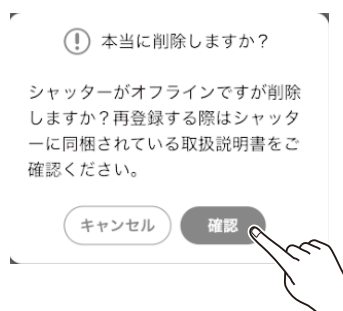 本当に削除しますか？
シャッターがオフラインですが削除
しますか？再登録する際はシャッタ
ーに同梱されている取扱説明書をご
確認ください。
キャンセル 確認